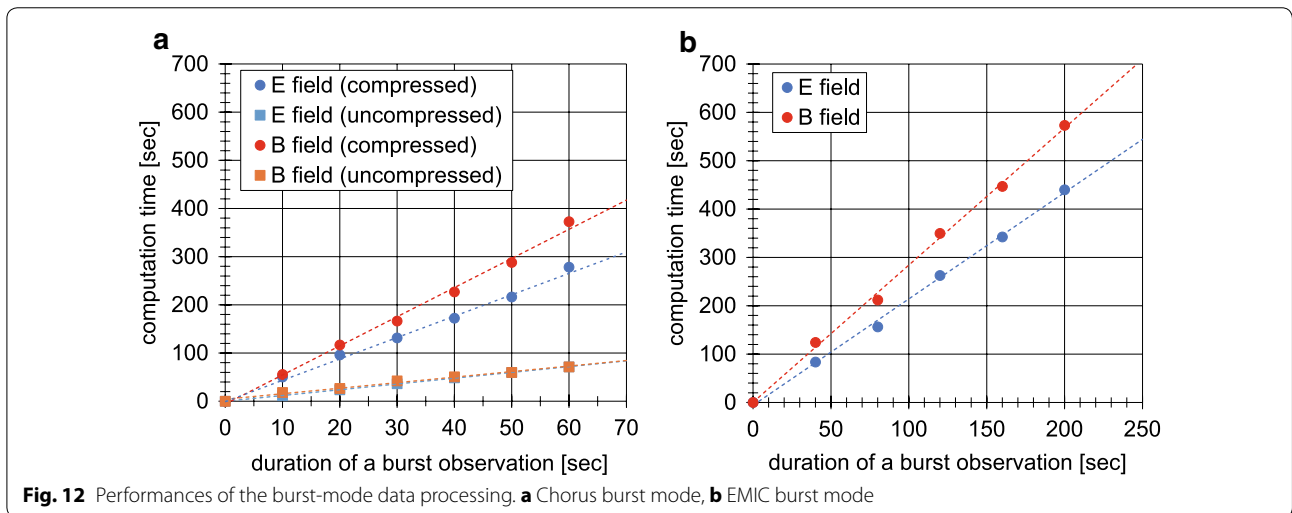 a
700
600
500
400
300
200
100
0
computation time [sec]
E field (compressed)
E field (uncompressed)
B field (compressed)
B field (uncompressed)
0 10 20 30 40 50 60 70
duration of a burst observation [sec]
b
700
600
500
400
300
200
100
0
computation time [sec]
E field
B field
0 50 100 150 200 250
duration of a burst observation [sec]
Fig. 12 Performances of the burst-mode data processing. a Chorus burst mode, b EMIC burst mode